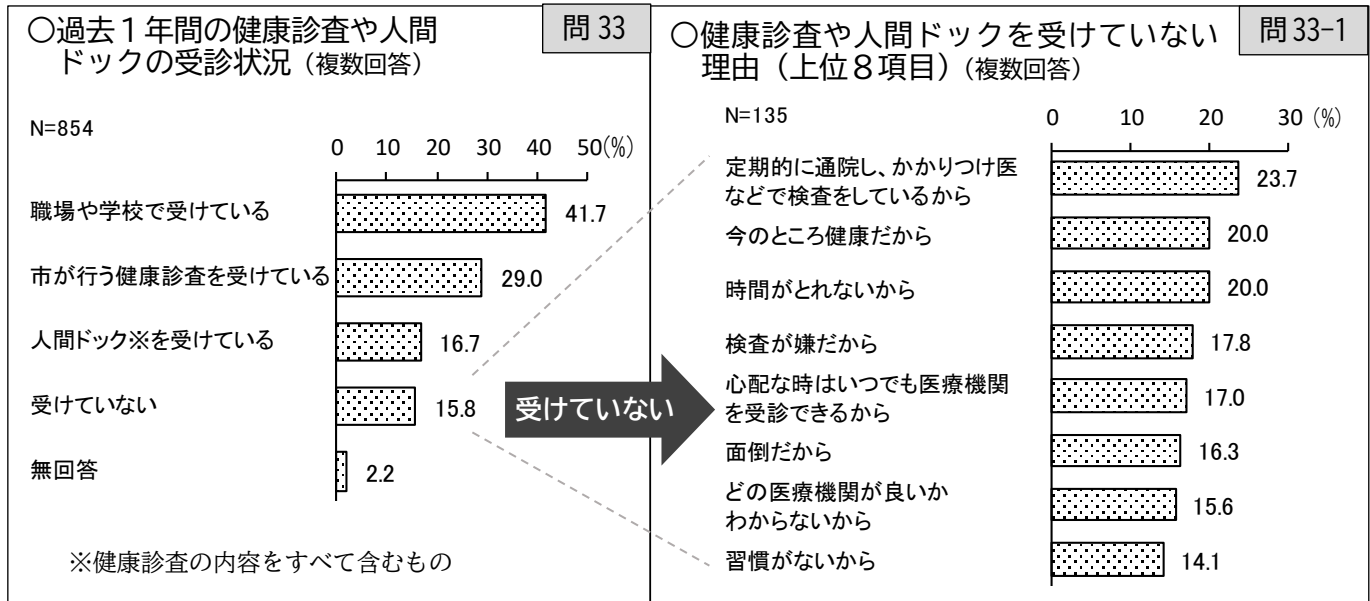 ○過去1年間の健康診査や人間
ドックの受診状況(複数回答)
問33
N=854
0 10 20 30 40 50(%)
職場や学校で受けている 41.7
市が行う健康診査を受けている 29.0
人間ドック※を受けている 16.7
受けていない 15.8
無回答 2.2
※健康診査の内容をすべて含むもの
受けていない
○健康診査や人間ドックを受けていない
理由(上位8項目)(複数回答)
問33-1
N=135
0 10 20 30 (%)
定期的に通院し、かかりつけ医
などで検査をしているから 23.7
今のところ健康だから 20.0
時間がとれないから 20.0
検査が嫌だから 17.8
心配な時はいつでも医療機関
を受診できるから 17.0
面倒だから 16.3
どの医療機関が良いか
わからないから 15.6
習慣がないから 14.1